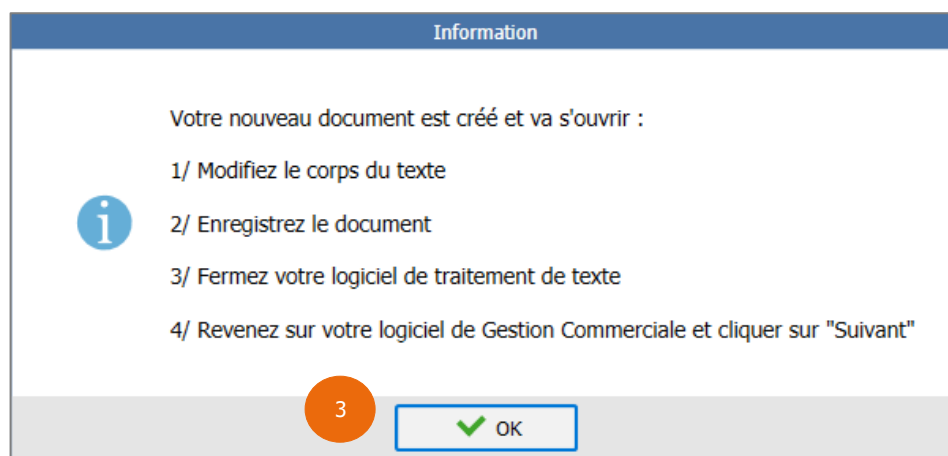 Information
Votre nouveau document est créé et va s'ouvrir :
1/ Modifiez le corps du texte
2/ Enregistrez le document
3/ Fermez votre logiciel de traitement de texte
4/ Revenez sur votre logiciel de Gestion Commerciale et cliquer sur "Suivant"
3
OK